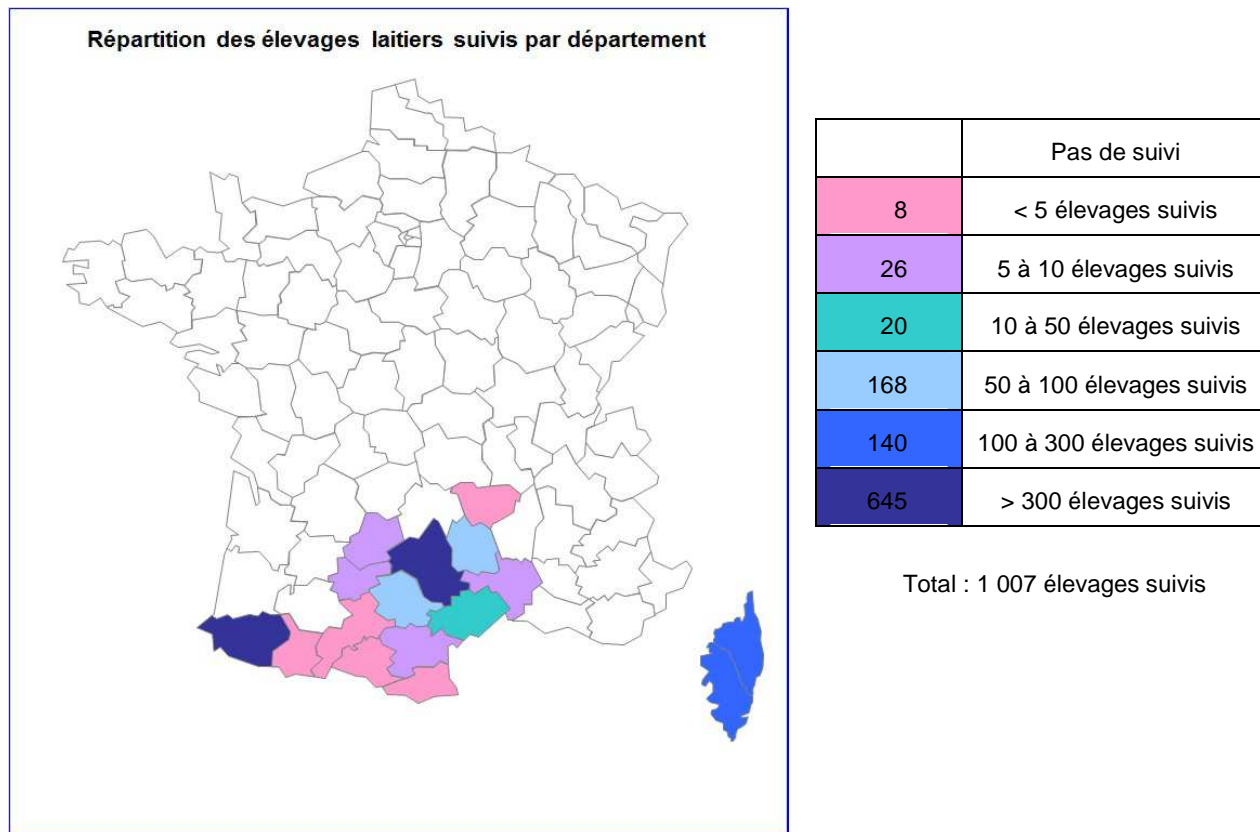 Répartition des élevages laitiers suivis par département
Pas de suivi
8 < 5 élevages suivis
26 5 à 10 élevages suivis
20 10 à 50 élevages suivis
168 50 à 100 élevages suivis
140 100 à 300 élevages suivis
645 > 300 élevages suivis
Total : 1 007 élevages suivis